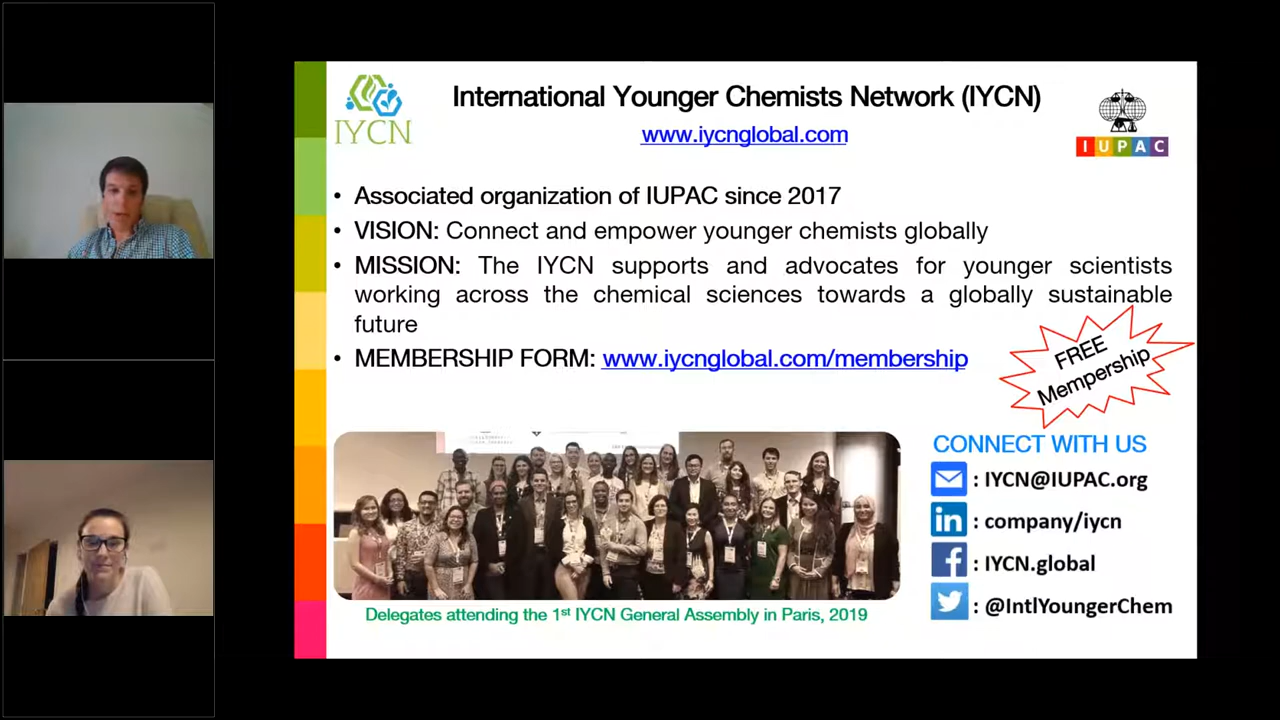 International Younger Chemists Network (IYCN)
www.iycnglobal.com
IYCN
I U P A C
• Associated organization of IUPAC since 2017
• VISION: Connect and empower younger chemists globally
• MISSION: The IYCN supports and advocates for younger scientists
working across the chemical sciences towards a globally sustainable
future
• MEMBERSHIP FORM: www.iycnglobal.com/membership
FREE
Mempership
Delegates attending the 1st IYCN General Assembly in Paris, 2019
CONNECT WITH US
: IYCN@IUPAC.org
in : company/iycn
f : IYCN.global
: @IntlYoungerChem